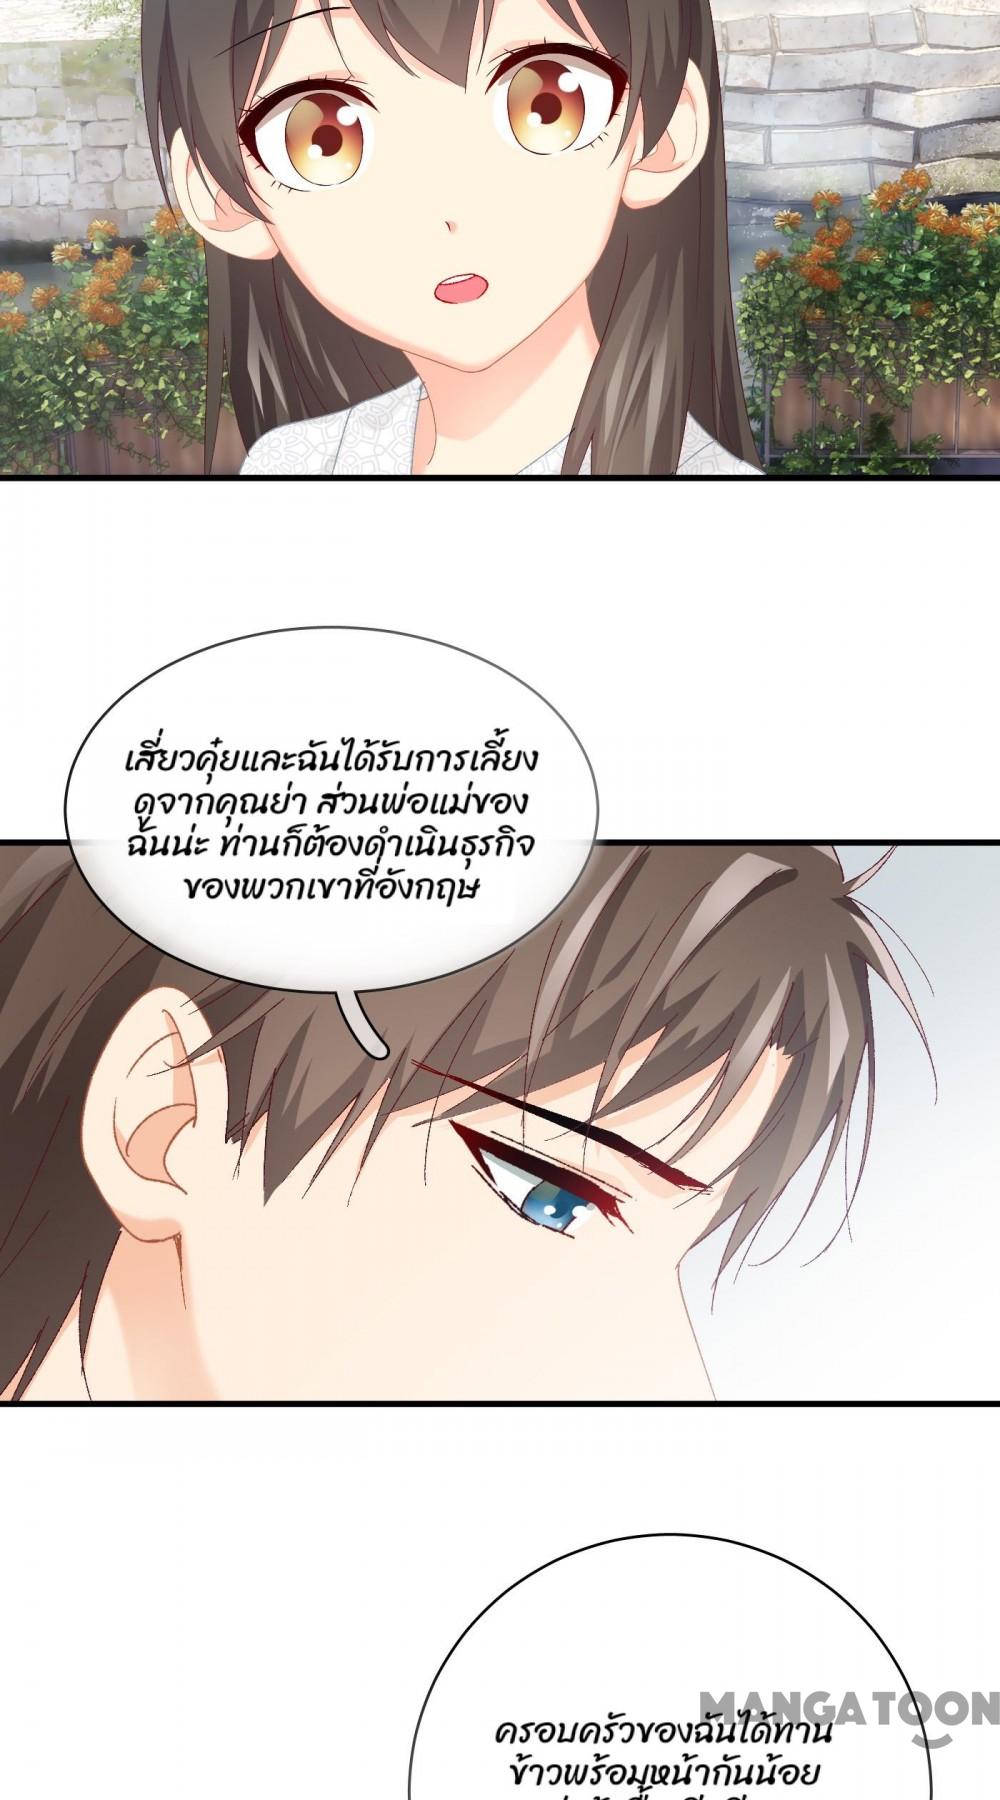 เสี่ยวคุ๋ยและฉันได้รับการเลี้ยง
ดูจากคุณย่า ส่วนพ่อแม่ของ
ฉันน่ะ ท่านก็ต้องดำเนินธุรกิจ
ของพวกเขาที่อังกฤษ
MANGATOON
ครอบครัวของฉันได้ทาน
ข้าวพร้อมหน้ากันน้อย